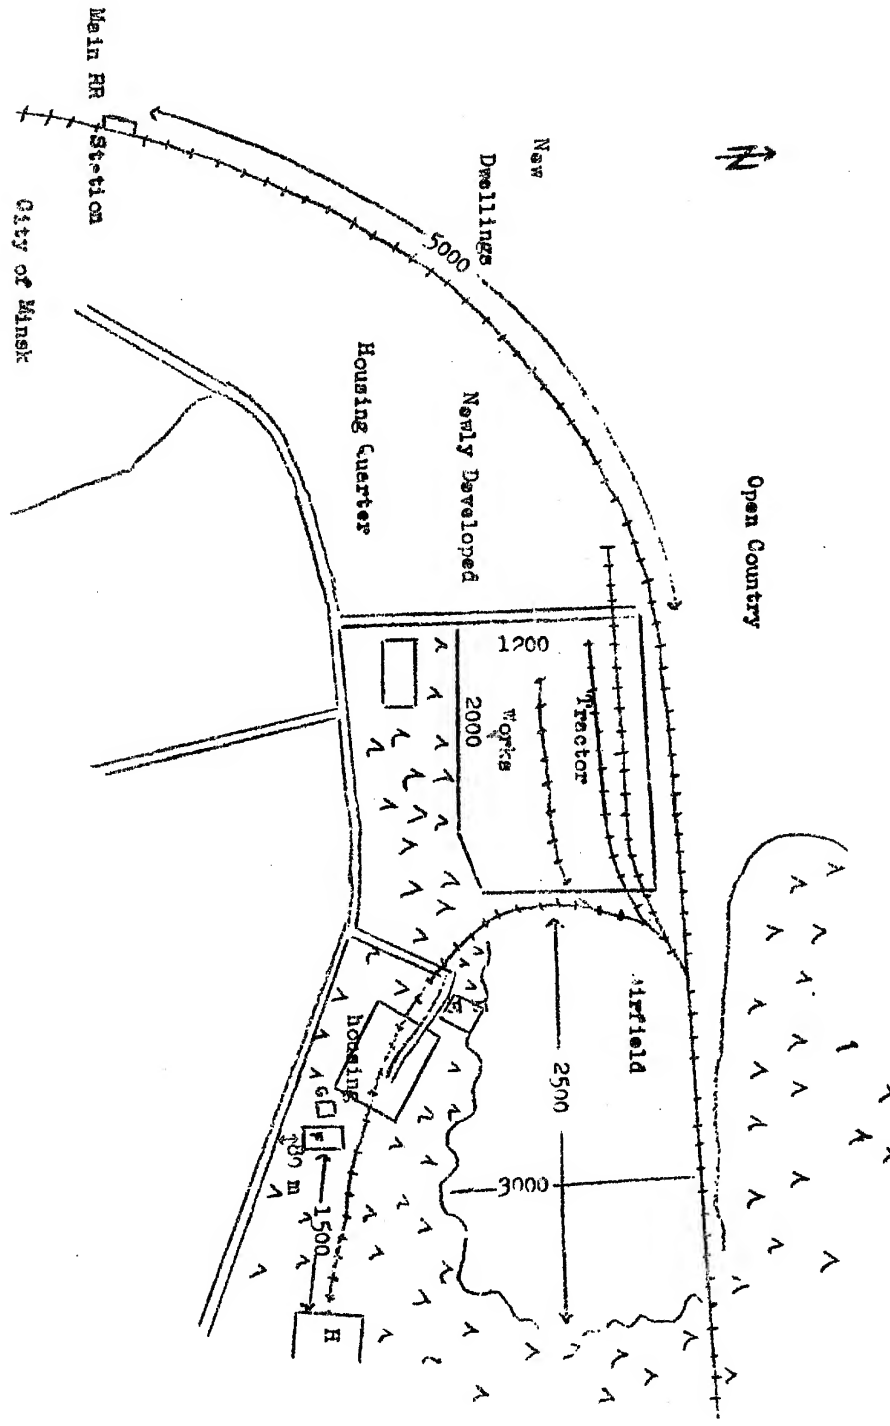 N
Main RR Station
City of Minsk
New
Dwellings
5000
Open Country
Newly Developed
Housing Quarter
Tractor
Works
2000
Airfield
2500
3000
housing
G
F
80 m
1500
H